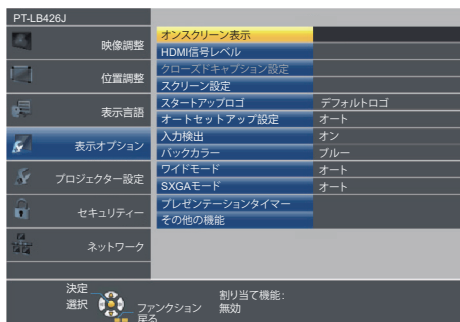 PT-LB426J
映像調整
位置調整
表示言語
表示オプション
プロジェクター設定
セキュリティー
ネットワーク
オンスクリーン表示
HDMI信号レベル
クローズドキャプション設定
スクリーン設定
スタートアップロゴ デフォルトロゴ
オートセットアップ設定 オート
入力検出 オン
バックカラー ブルー
ワイドモード オート
SXGAモード オート
プレゼンテーションタイマー
その他の機能
決定
選択
ファンクション
戻る
割り当て機能:
無効